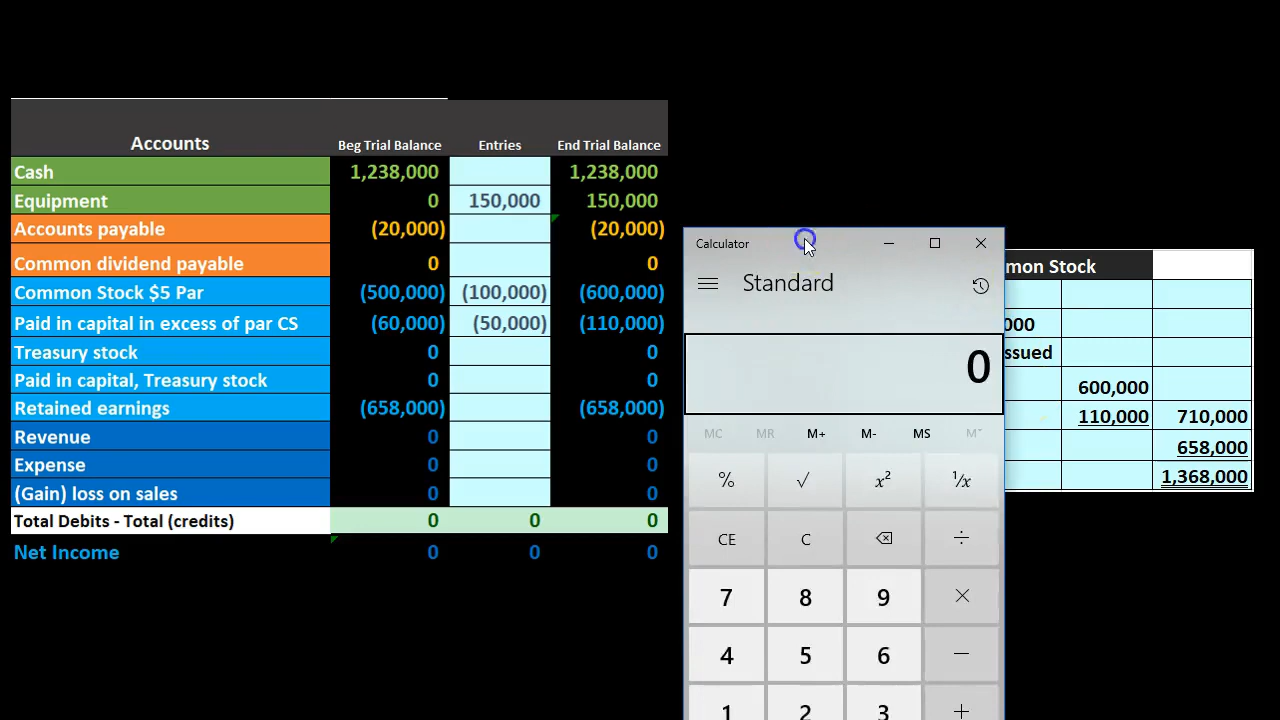 Accounts Beg Trial Balance Entries End Trial Balance
Cash 1,238,000 1,238,000
Equipment 0 150,000 150,000
Accounts payable (20,000) (20,000)
Common dividend payable 0 0
Common Stock $5 Par (500,000) (100,000) (600,000)
Paid in capital in excess of par CS (60,000) (50,000) (110,000)
Treasury stock 0 0
Paid in capital, Treasury stock 0 0
Retained earnings (658,000) (658,000)
Revenue 0 0
Expense 0 0
(Gain) loss on sales 0 0
Total Debits - Total (credits) 0 0 0
Net Income 0 0 0
Calculator
Standard
0
MC MR M+ M- MS M˅
% √ x² ¹/x
CE C ⌫ ÷
7 8 9 ×
4 5 6 −
1 2 3 +
mon Stock
000
ssued
600,000
110,000 710,000
658,000
1,368,000